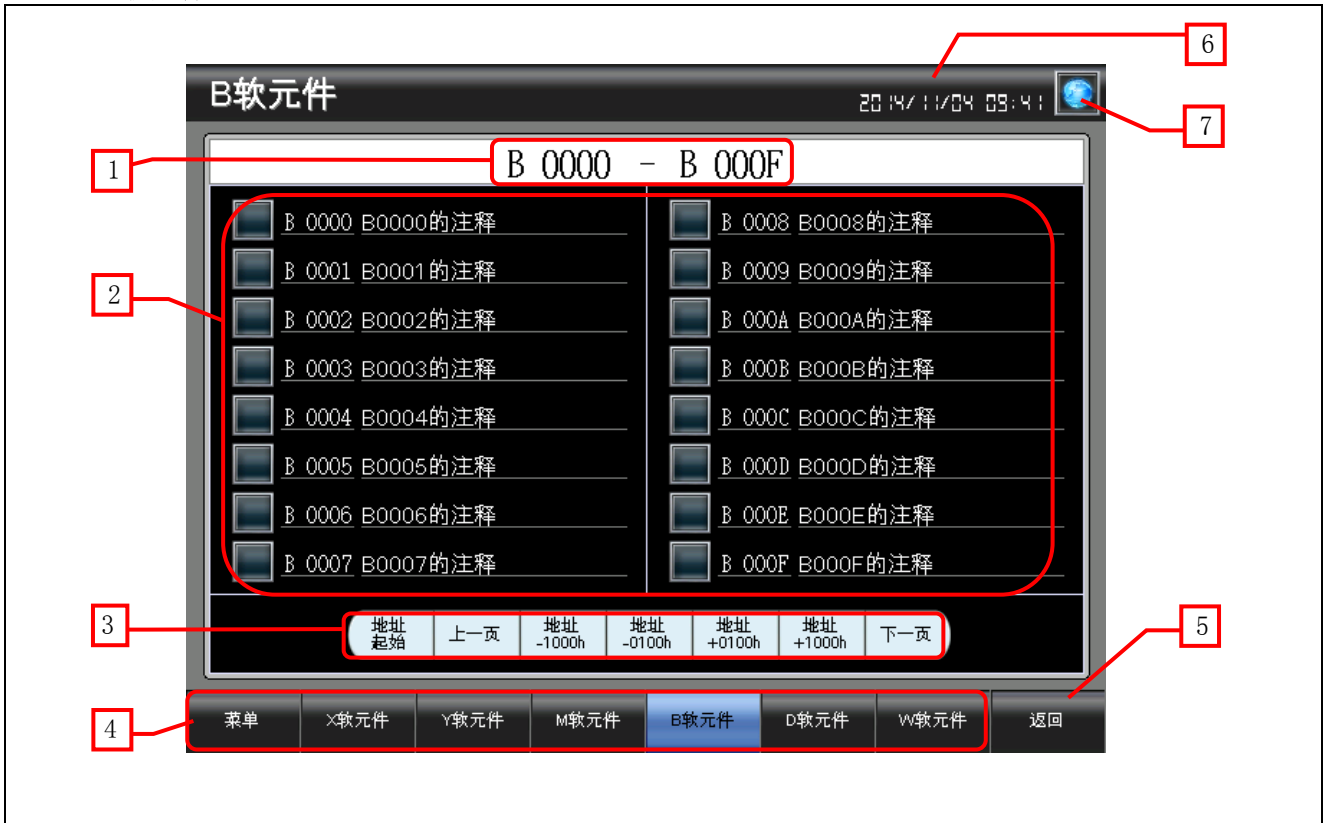 6
B软元件
2014/11/04 09:41
7
1
B 0000 - B 000F
2
B 0000 B0000的注释
B 0001 B0001的注释
B 0002 B0002的注释
B 0003 B0003的注释
B 0004 B0004的注释
B 0005 B0005的注释
B 0006 B0006的注释
B 0007 B0007的注释
B 0008 B0008的注释
B 0009 B0009的注释
B 000A B000A的注释
B 000B B000B的注释
B 000C B000C的注释
B 000D B000D的注释
B 000E B000E的注释
B 000F B000F的注释
3
地址
起始
上一页
地址
-1000h
地址
-0100h
地址
+0100h
地址
+1000h
下一页
5
4
菜单
X软元件
Y软元件
M软元件
B软元件
D软元件
W软元件
返回